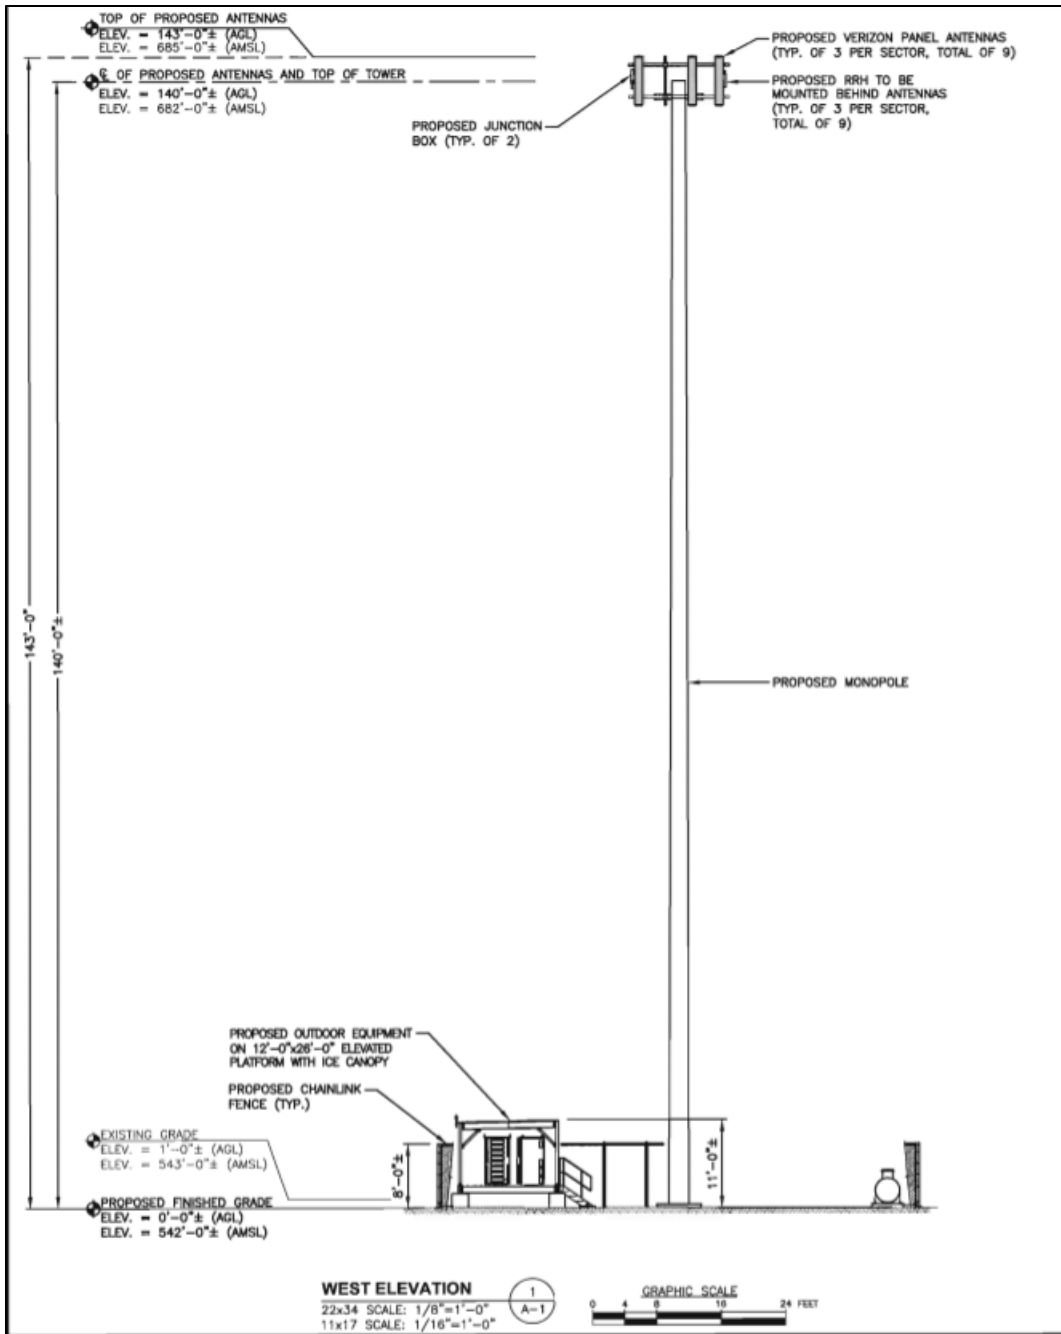 TOP OF PROPOSED ANTENNAS
ELEV. = 143'-0"± (AGL)
ELEV. = 685'-0"± (AMSL)
℄ OF PROPOSED ANTENNAS AND TOP OF TOWER
ELEV. = 140'-0"± (AGL)
ELEV. = 682'-0"± (AMSL)
PROPOSED VERIZON PANEL ANTENNAS
(TYP. OF 3 PER SECTOR, TOTAL OF 9)
PROPOSED RRH TO BE
MOUNTED BEHIND ANTENNAS
(TYP. OF 3 PER SECTOR,
TOTAL OF 9)
PROPOSED JUNCTION
BOX (TYP. OF 2)
143'-0"
140'-0"±
PROPOSED MONOPOLE
PROPOSED OUTDOOR EQUIPMENT
ON 12'-0"x26'-0" ELEVATED
PLATFORM WITH ICE CANOPY
PROPOSED CHAINLINK
FENCE (TYP.)
EXISTING GRADE
ELEV. = 1'-0"± (AGL)
ELEV. = 543'-0"± (AMSL)
8'-0"±
11'-0"±
PROPOSED FINISHED GRADE
ELEV. = 0'-0"± (AGL)
ELEV. = 542'-0"± (AMSL)
WEST ELEVATION
22x34 SCALE: 1/8"=1'-0"
11x17 SCALE: 1/16"=1'-0"
1
A-1
GRAPHIC SCALE
0 4 8 16 24 FEET